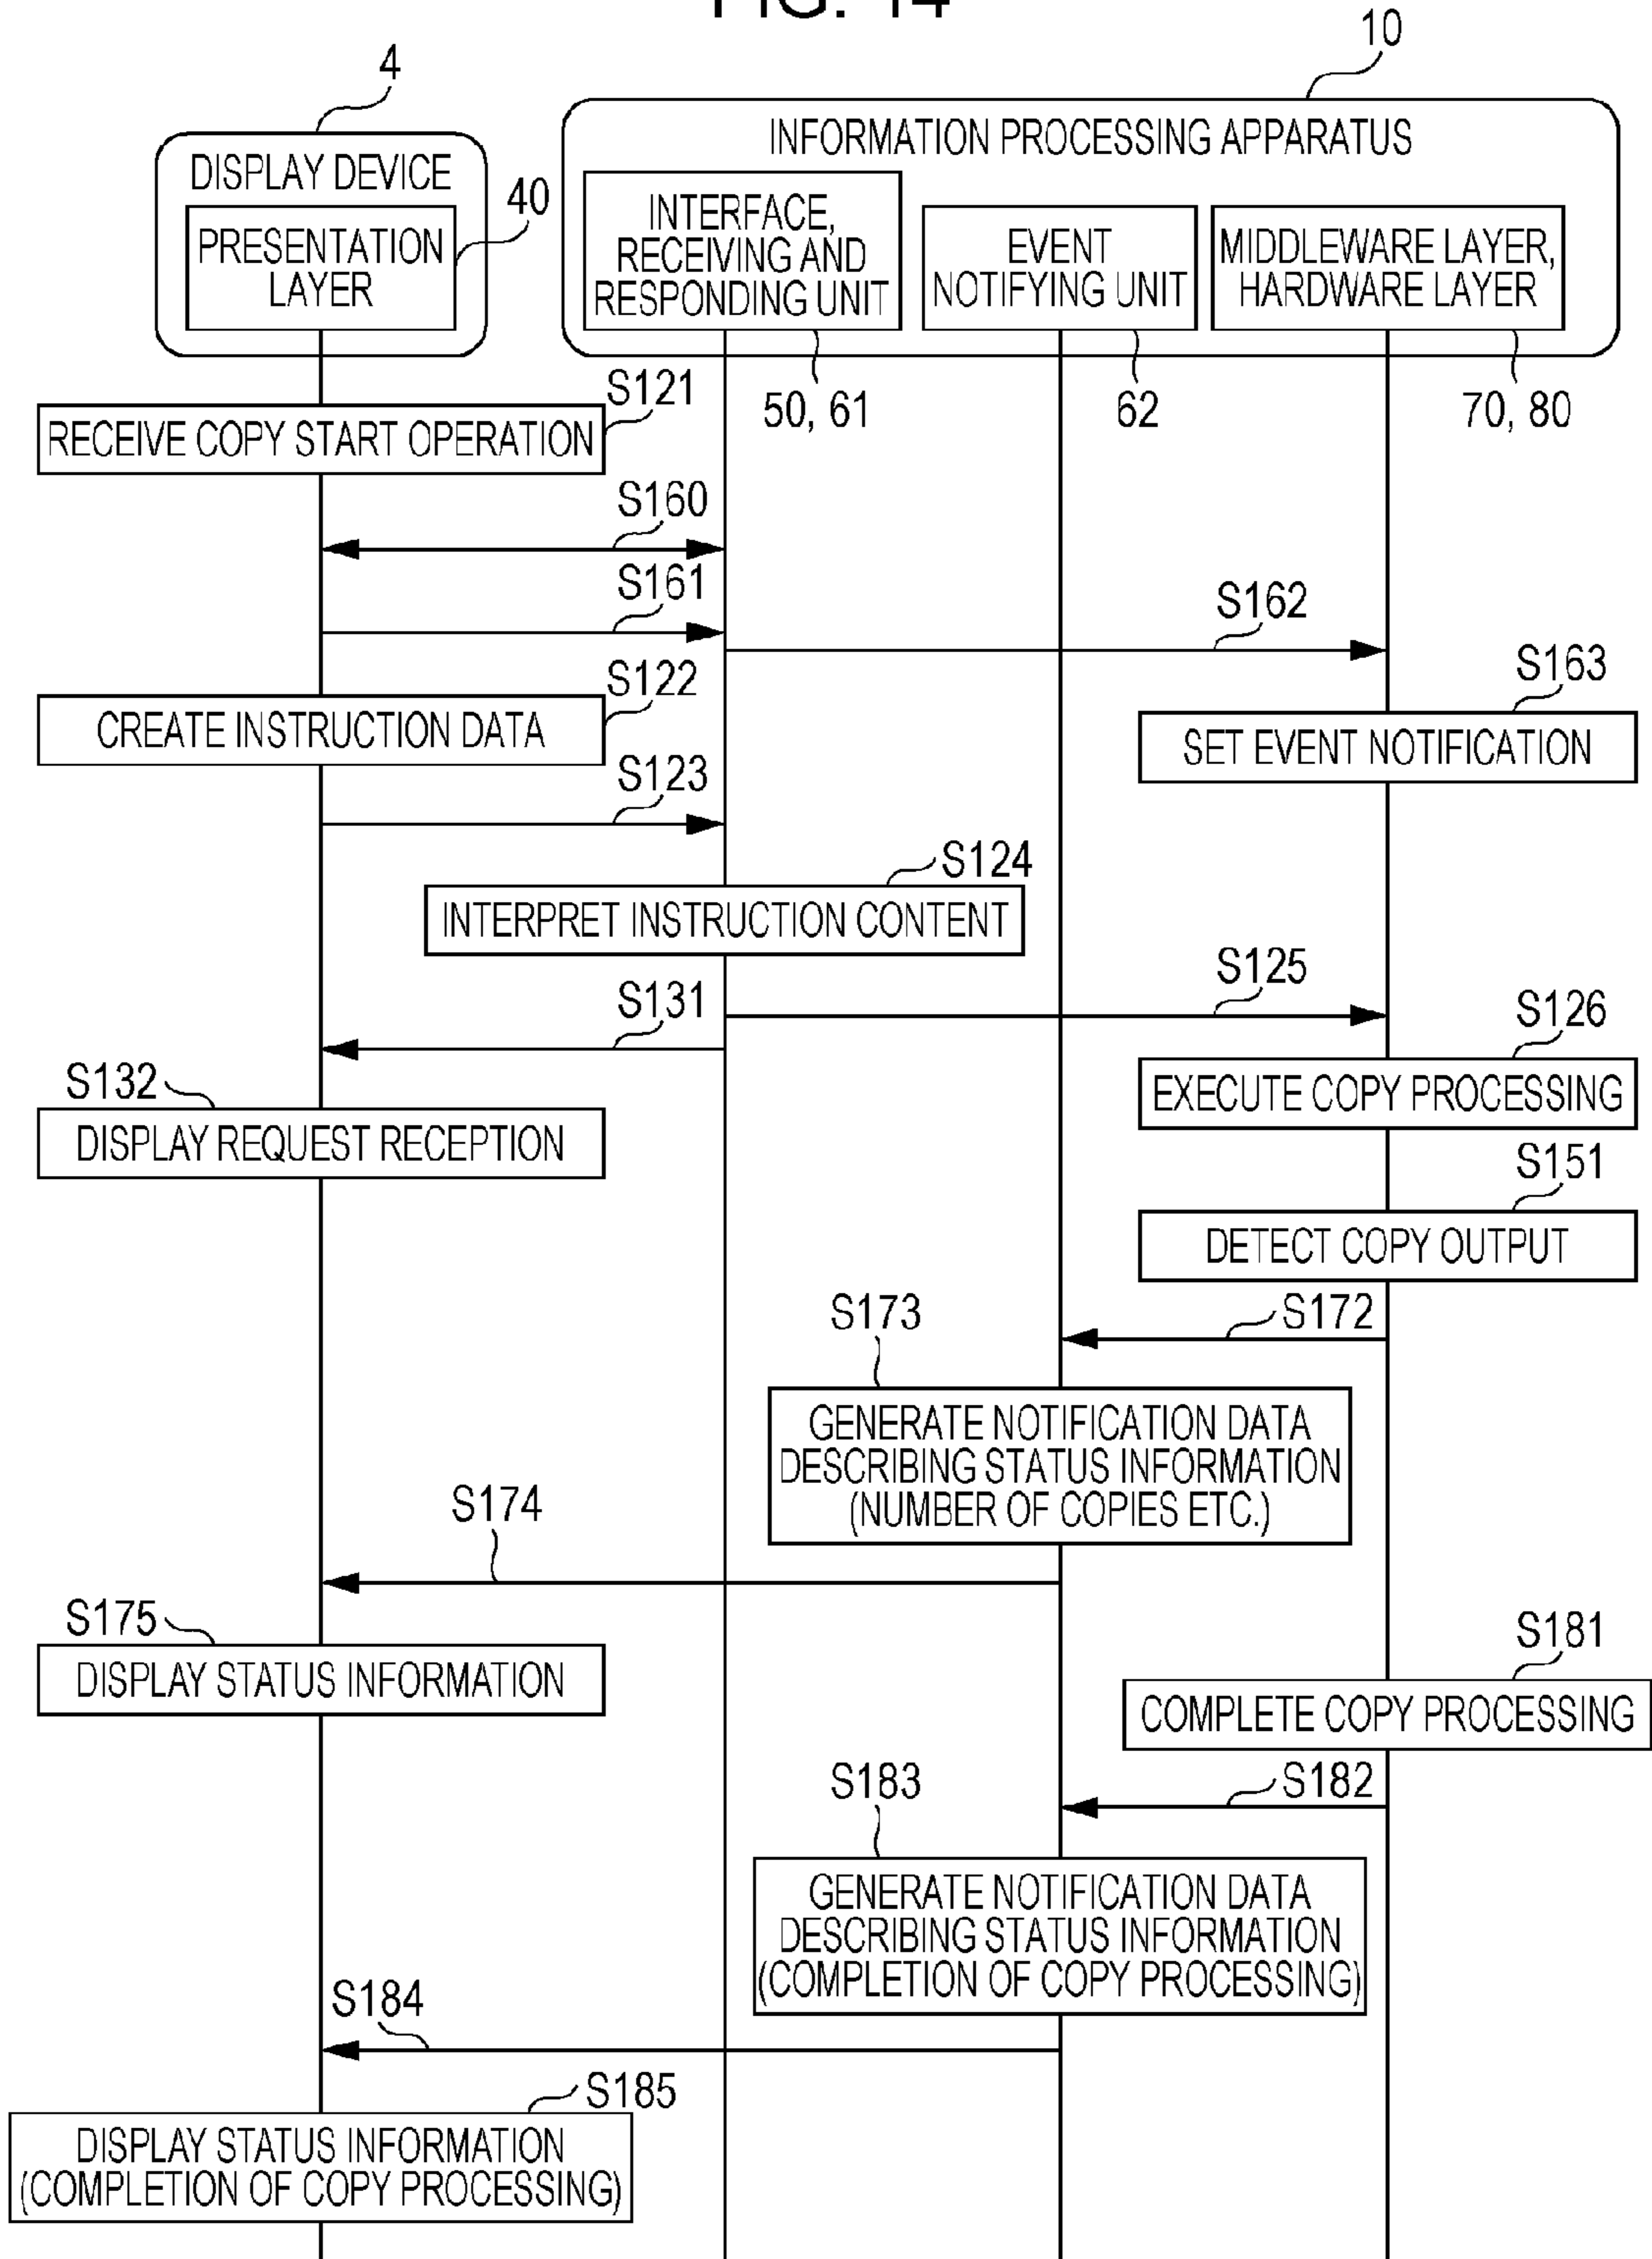 FIG. 14
10
4
INFORMATION PROCESSING APPARATUS
DISPLAY DEVICE
40
PRESENTATION
LAYER
INTERFACE,
RECEIVING AND
RESPONDING UNIT
EVENT
NOTIFYING UNIT
MIDDLEWARE LAYER,
HARDWARE LAYER
50, 61
62
70, 80
S121
RECEIVE COPY START OPERATION
S160
S161
S162
S122
CREATE INSTRUCTION DATA
S163
SET EVENT NOTIFICATION
S123
S124
INTERPRET INSTRUCTION CONTENT
S125
S131
S126
EXECUTE COPY PROCESSING
S132
DISPLAY REQUEST RECEPTION
S151
DETECT COPY OUTPUT
S172
S173
GENERATE NOTIFICATION DATA
DESCRIBING STATUS INFORMATION
(NUMBER OF COPIES ETC.)
S174
S175
DISPLAY STATUS INFORMATION
S181
COMPLETE COPY PROCESSING
S182
S183
GENERATE NOTIFICATION DATA
DESCRIBING STATUS INFORMATION
(COMPLETION OF COPY PROCESSING)
S184
S185
DISPLAY STATUS INFORMATION
(COMPLETION OF COPY PROCESSING)